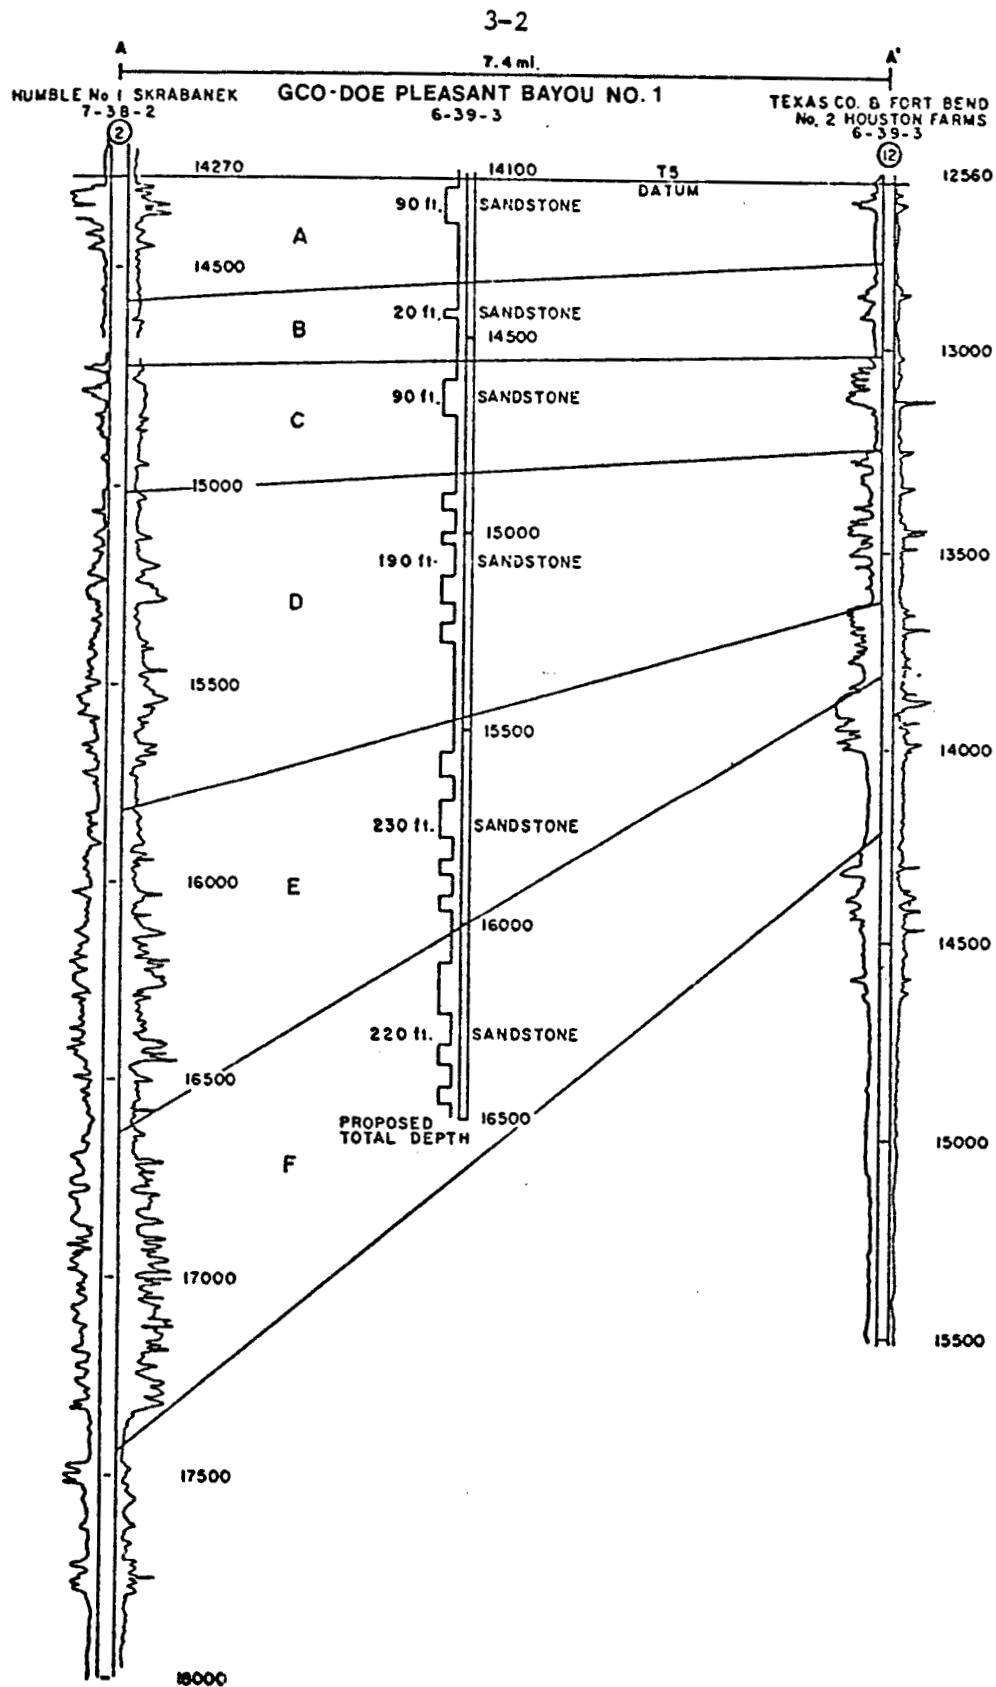 3-2
A
A'
7.4 mi.
HUMBLE No 1 SKRABANEK
7-38-2
2
GCO-DOE PLEASANT BAYOU NO. 1
6-39-3
TEXAS CO. & FORT BEND
No. 2 HOUSTON FARMS
6-39-3
12
14270
14100
T5
DATUM
12560
90 ft.
SANDSTONE
A
14500
20 ft.
SANDSTONE
B
14500
13000
90 ft.
SANDSTONE
C
15000
15000
13500
190 ft.
SANDSTONE
D
15500
15500
14000
230 ft.
SANDSTONE
E
16000
16000
14500
220 ft.
SANDSTONE
16500
16500
PROPOSED
TOTAL DEPTH
15000
F
17000
15500
17500
18000